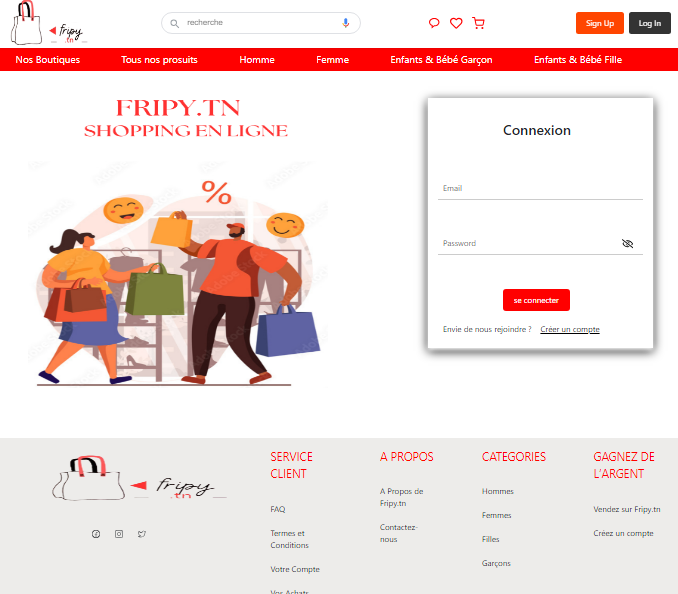 fripy
.tn
recherche
Sign Up
Log In
Nos Boutiques
Tous nos prosuits
Homme
Femme
Enfants & Bébé Garçon
Enfants & Bébé Fille
FRIPY.TN
SHOPPING EN LIGNE
%
Connexion
Email
Password
se connecter
Envie de nous rejoindre ? Créer un compte
fripy
.tn
SERVICE
CLIENT
FAQ
Termes et
Conditions
Votre Compte
Vos Achats
A PROPOS
A Propos de
Fripy.tn
Contactez-
nous
CATEGORIES
Hommes
Femmes
Filles
Garçons
GAGNEZ DE
L'ARGENT
Vendez sur Fripy.tn
Créez un compte